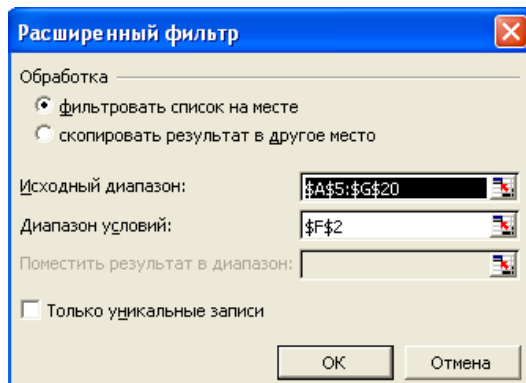 Расширенный фильтр
Обработка
фильтровать список на месте
скопировать результат в другое место
Исходный диапазон: $A$5:$G$20
Диапазон условий: $F$2
Поместить результат в диапазон:
Только уникальные записи
ОК Отмена